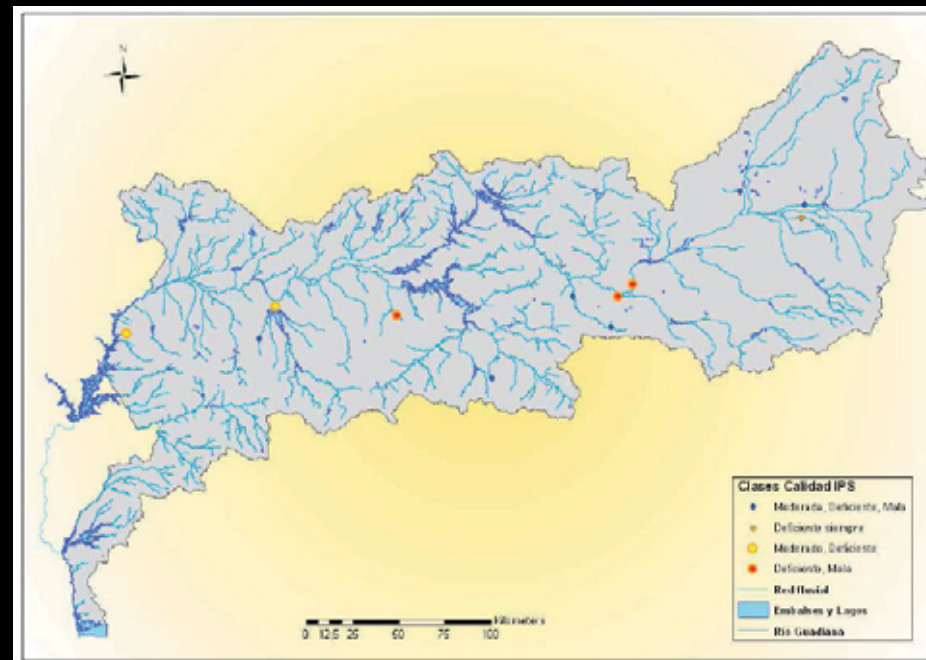 N
Clases Calidad IPS
Moderada, Deficiente, Mala
Deficiente siempre
Moderado, Deficiente,
Deficiente, Mala
Red fluvial
Embalses y Lagos
Río Guadiana
Kilometers
0 12,5 25 50 75 100